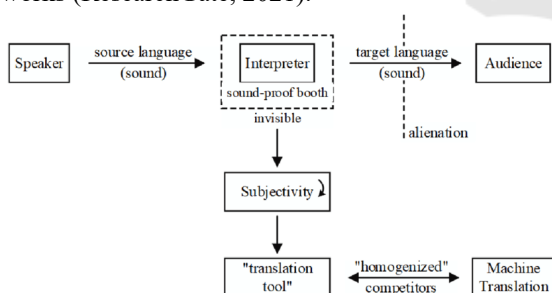 source language
target language
Speaker
Interpreter
Audience
(sound)
(sound)
sound-proof booth
invisible
alienation
Subjectivity
"translation
tool"
"homogenized"
competitors
Machine
Translation